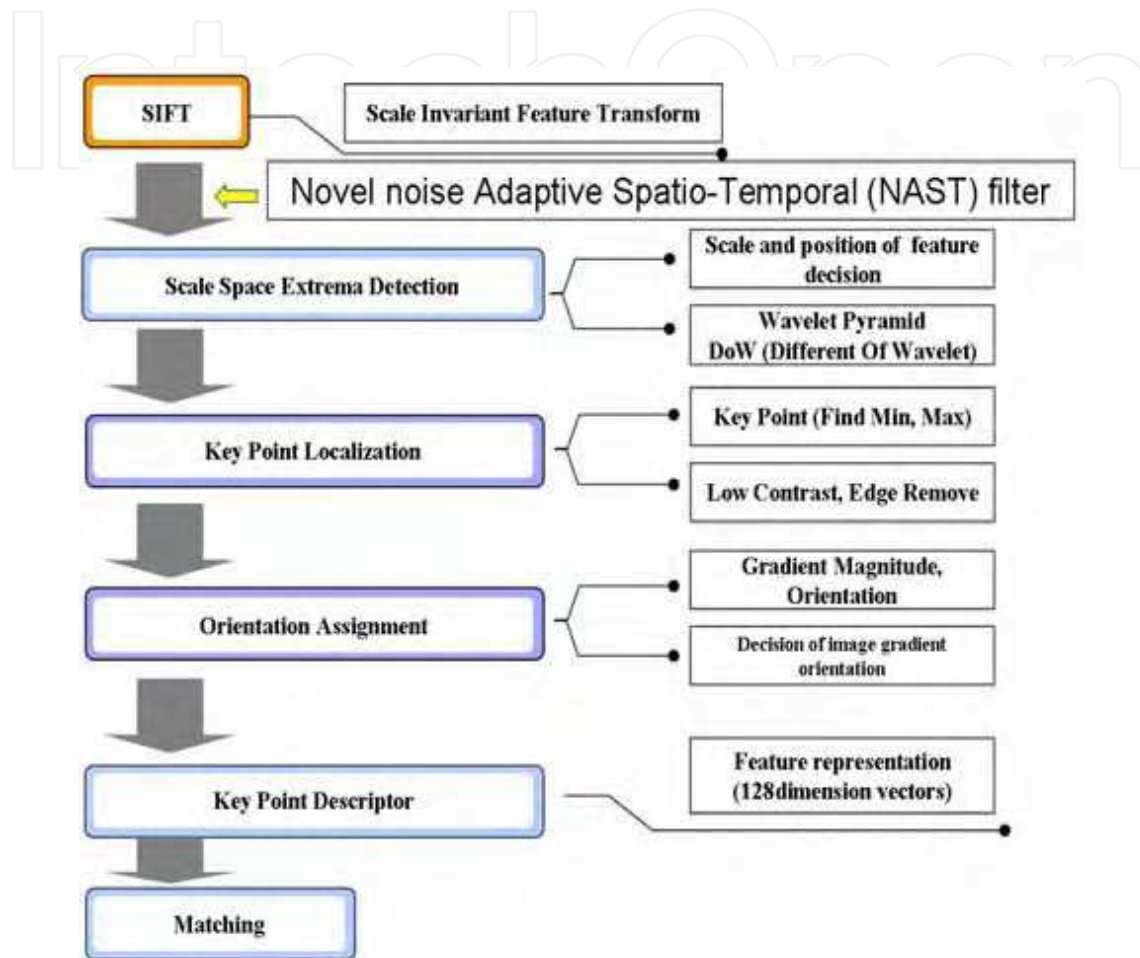 IntechOpen
SIFT
Scale Invariant Feature Transform
Novel noise Adaptive Spatio-Temporal (NAST) filter
Scale Space Extrema Detection
Scale and position of feature
decision
Wavelet Pyramid
DoW (Different Of Wavelet)
Key Point Localization
Key Point (Find Min, Max)
Low Contrast, Edge Remove
Orientation Assignment
Gradient Magnitude,
Orientation
Decision of image gradient
orientation
Key Point Descriptor
Feature representation
(128dimension vectors)
Matching